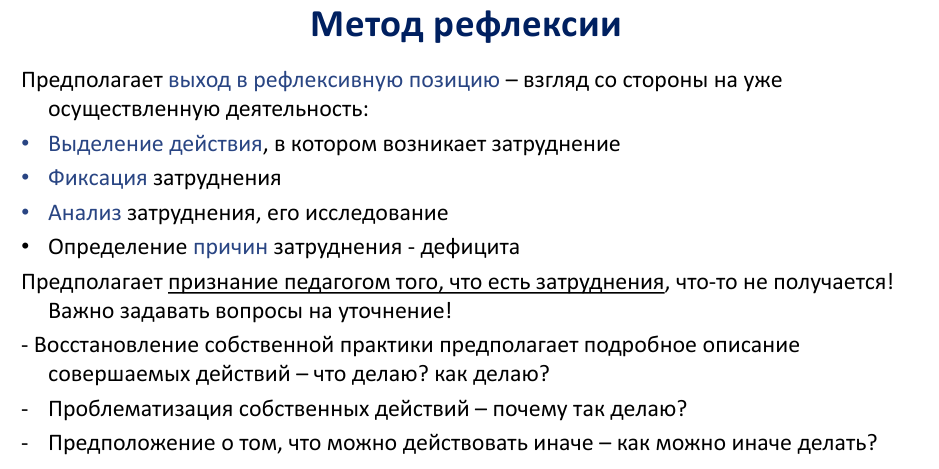 Метод рефлексии
Предполагает выход в рефлексивную позицию – взгляд со стороны на уже
осуществленную деятельность:
• Выделение действия, в котором возникает затруднение
• Фиксация затруднения
• Анализ затруднения, его исследование
• Определение причин затруднения - дефицита
Предполагает признание педагогом того, что есть затруднения, что-то не получается!
Важно задавать вопросы на уточнение!
- Восстановление собственной практики предполагает подробное описание
совершаемых действий – что делаю? как делаю?
- Проблематизация собственных действий – почему так делаю?
- Предположение о том, что можно действовать иначе – как можно иначе делать?